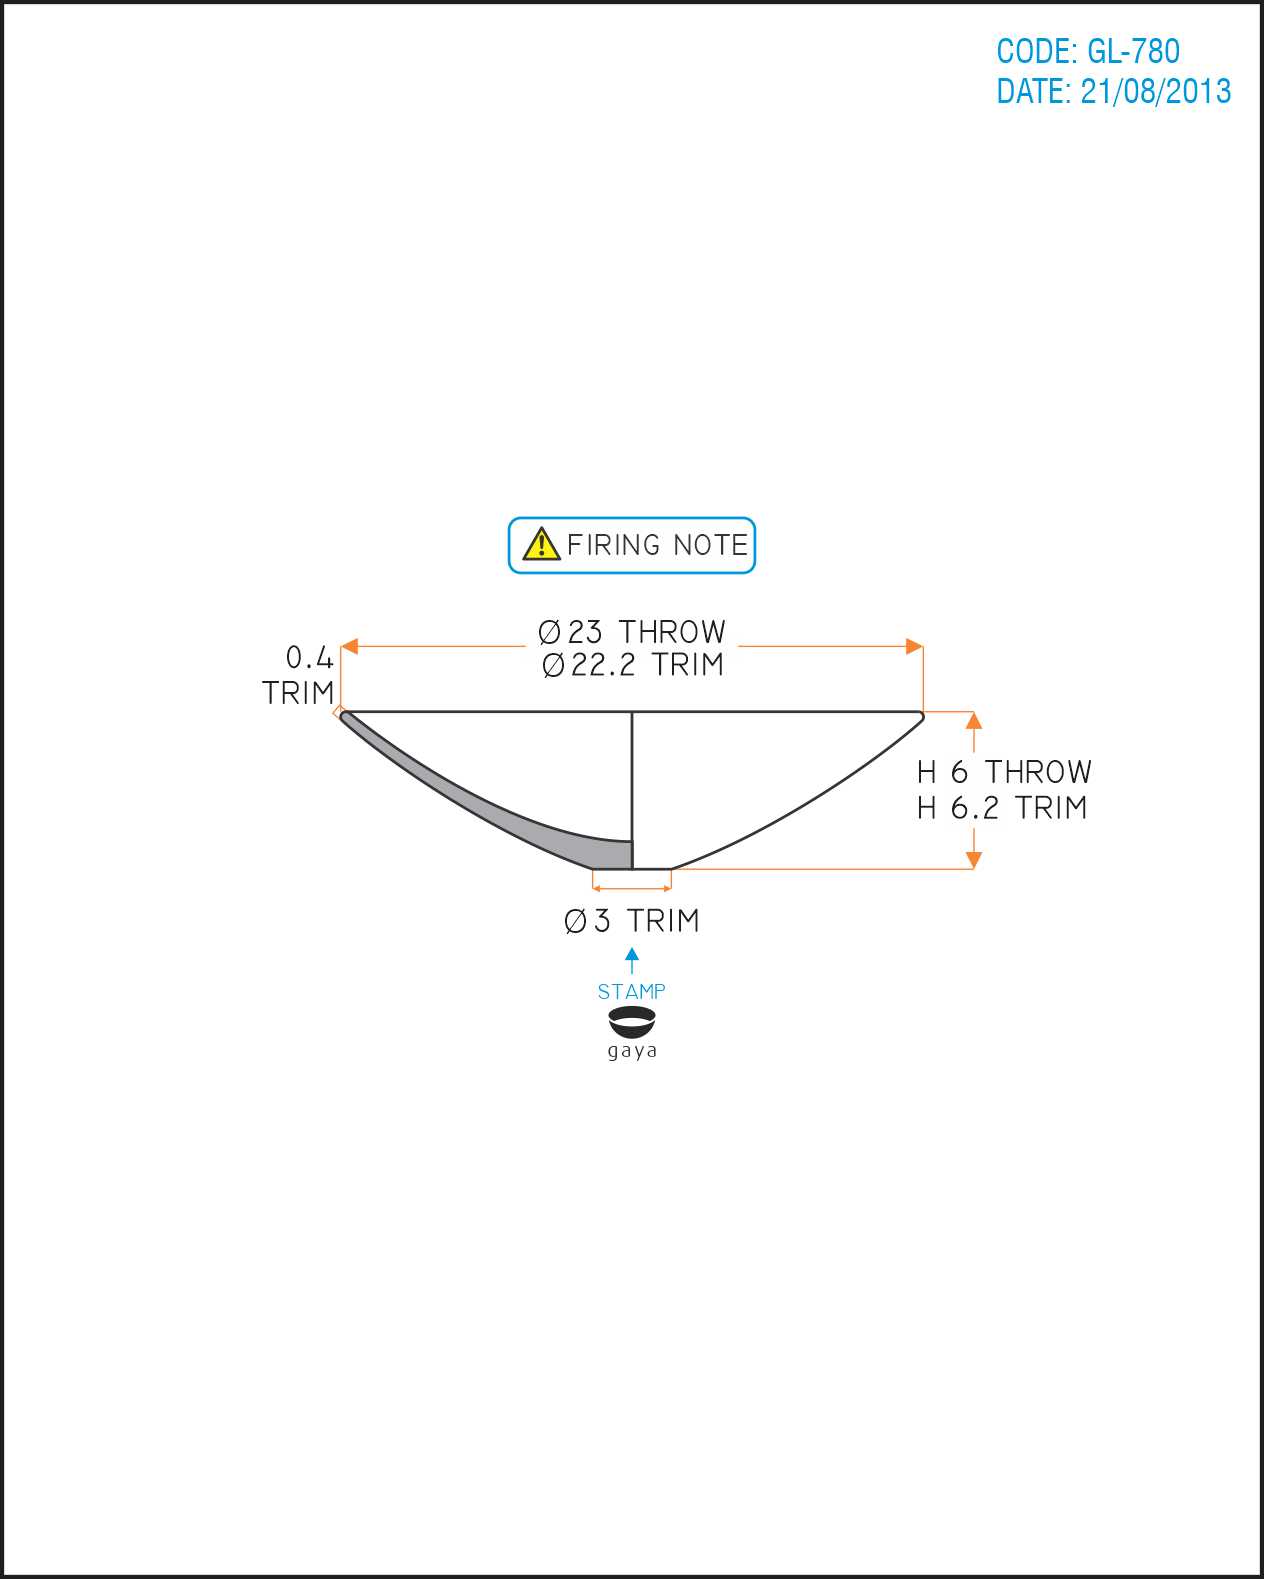 CODE: GL-780
DATE: 21/08/2013
FIRING NOTE
Ø23 THROW
Ø22.2 TRIM
0.4
TRIM
H 6 THROW
H 6.2 TRIM
Ø3 TRIM
STAMP
gaya